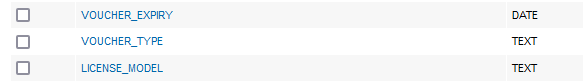 VOUCHER_EXPIRY DATE
VOUCHER_TYPE TEXT
LICENSE_MODEL TEXT